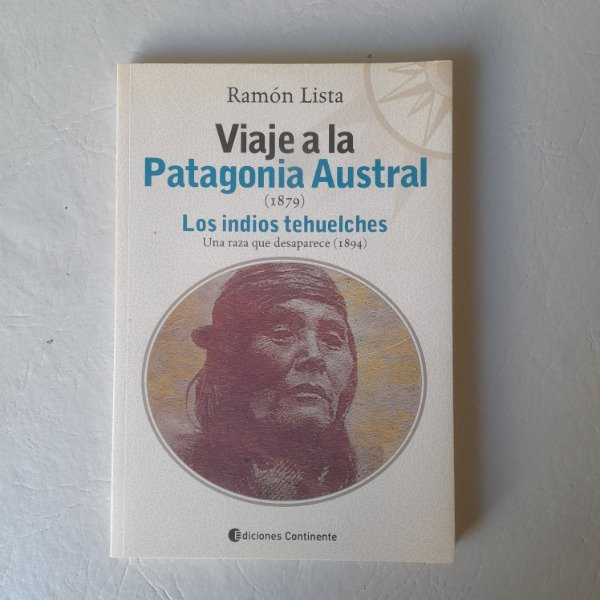 Ramón Lista
Viaje a la
Patagonia Austral
(1879)
Los indios tehuelches
Una raza que desaparece (1894)
Ediciones Continente